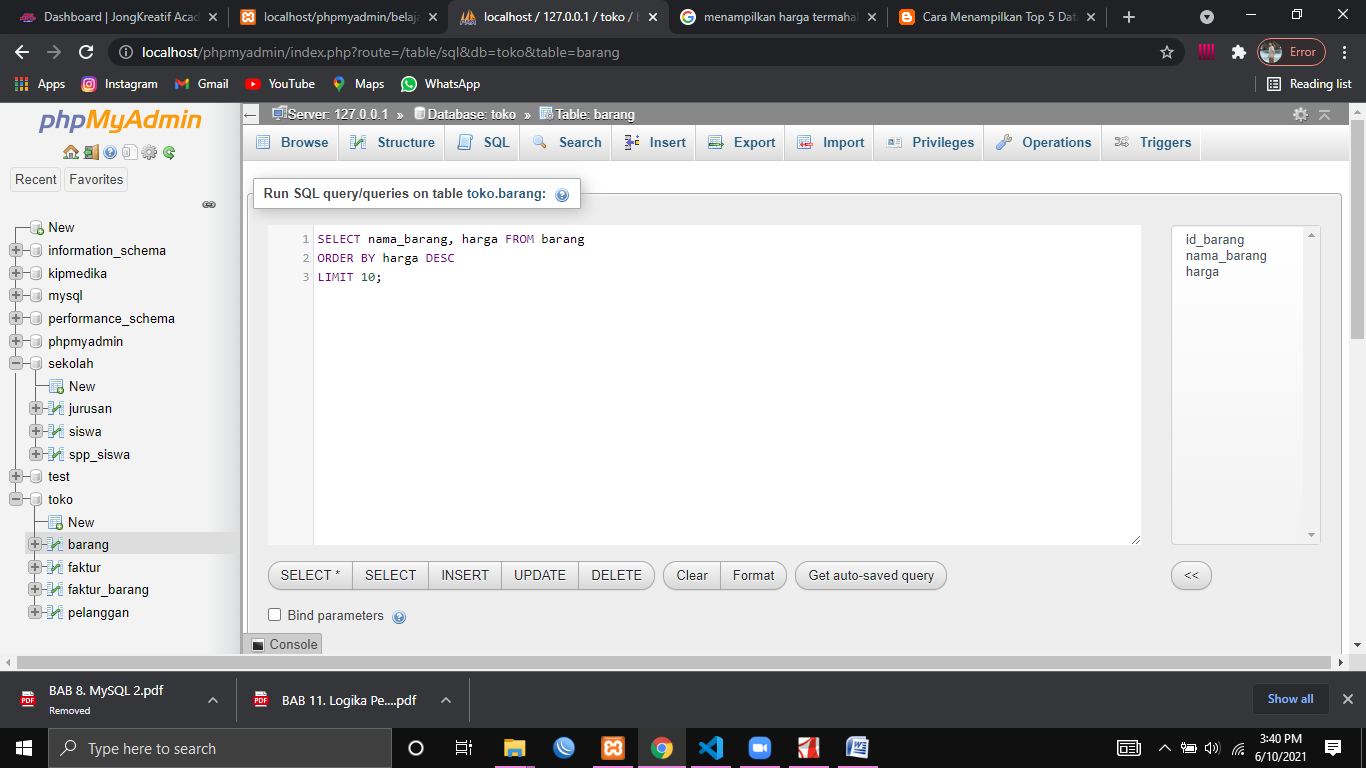 Dashboard | JongKreatif Acad
localhost/phpmyadmin/belaja
localhost / 127.0.0.1 / toko / b
menampilkan harga termahal
Cara Menampilkan Top 5 Data
localhost/phpmyadmin/index.php?route=/table/sql&db=toko&table=barang
Error
Apps
Instagram
Gmail
YouTube
Maps
WhatsApp
Reading list
phpMyAdmin
Recent
Favorites
New
information_schema
kipmedika
mysql
performance_schema
phpmyadmin
sekolah
New
jurusan
siswa
spp_siswa
test
toko
New
barang
faktur
faktur_barang
pelanggan
Server: 127.0.0.1 » Database: toko » Table: barang
Browse
Structure
SQL
Search
Insert
Export
Import
Privileges
Operations
Triggers
Run SQL query/queries on table toko.barang:
1 SELECT nama_barang, harga FROM barang
2 ORDER BY harga DESC
3 LIMIT 10;
id_barang
nama_barang
harga
SELECT *
SELECT
INSERT
UPDATE
DELETE
Clear
Format
Get auto-saved query
<<
Bind parameters
Console
BAB 8. MySQL 2.pdf
Removed
BAB 11. Logika Pe....pdf
Show all
Type here to search
3:40 PM
6/10/2021